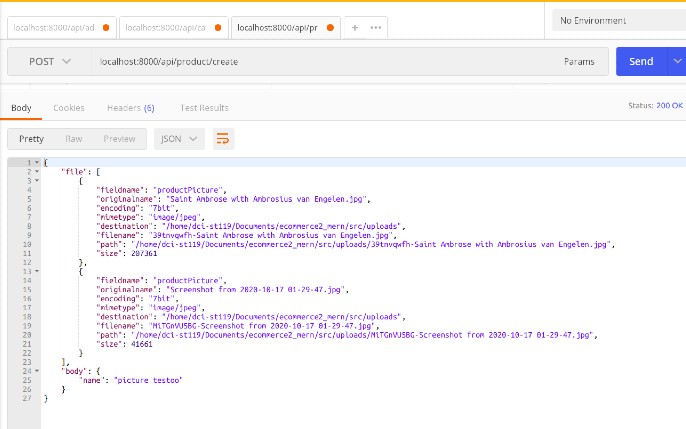 localhost:8000/api/ad localhost:8000/api/ca localhost:8000/api/pr + ••• No Environment
POST localhost:8000/api/product/create Params Send
Body Cookies Headers (6) Test Results Status: 200 OK
Pretty Raw Preview JSON
1 {
2 "file": [
3 {
4 "fieldname": "productPicture",
5 "originalname": "Saint Ambrose with Ambrosius van Engelen.jpg",
6 "encoding": "7bit",
7 "mimetype": "image/jpeg",
8 "destination": "/home/dci-st119/Documents/ecommerce2_mern/src/uploads",
9 "filename": "39tnvqwfh-Saint Ambrose with Ambrosius van Engelen.jpg",
10 "path": "/home/dci-st119/Documents/ecommerce2_mern/src/uploads/39tnvqwfh-Saint Ambrose with Ambrosius van Engelen.jpg",
11 "size": 207361
12 },
13 {
14 "fieldname": "productPicture",
15 "originalname": "Screenshot from 2020-10-17 01-29-47.jpg",
16 "encoding": "7bit",
17 "mimetype": "image/jpeg",
18 "destination": "/home/dci-st119/Documents/ecommerce2_mern/src/uploads",
19 "filename": "MiTGnVU5BG-Screenshot from 2020-10-17 01-29-47.jpg",
20 "path": "/home/dci-st119/Documents/ecommerce2_mern/src/uploads/MiTGnVU5BG-Screenshot from 2020-10-17 01-29-47.jpg",
21 "size": 41661
22 }
23 ],
24 "body": {
25 "name": "picture testoo"
26 }
27 }